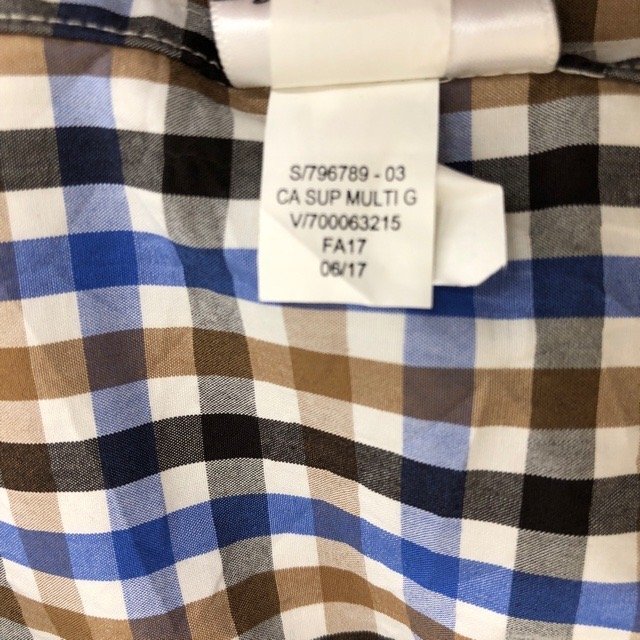 S/796789 - 03
CA SUP MULTI G
V/700063215
FA17
06/17